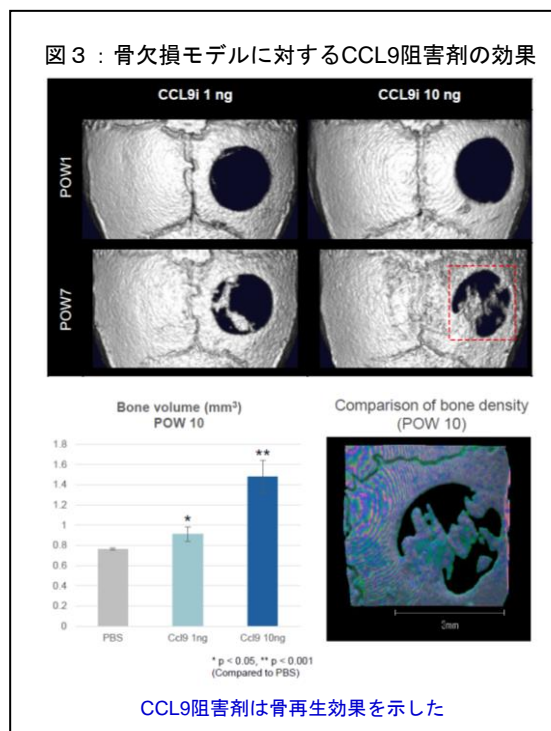 図３：骨欠損モデルに対するCCL9阻害剤の効果
CCL9i 1 ng
CCL9i 10 ng
POW1
POW7
Bone volume (mm³)
POW 10
1.8
1.6
1.4
1.2
1
0.8
0.6
0.4
0.2
0
*
**
PBS
Ccl9 1ng
Ccl9 10ng
* p < 0.05, ** p < 0.001
(Compared to PBS)
Comparison of bone density
(POW 10)
3mm
CCL9阻害剤は骨再生効果を示した